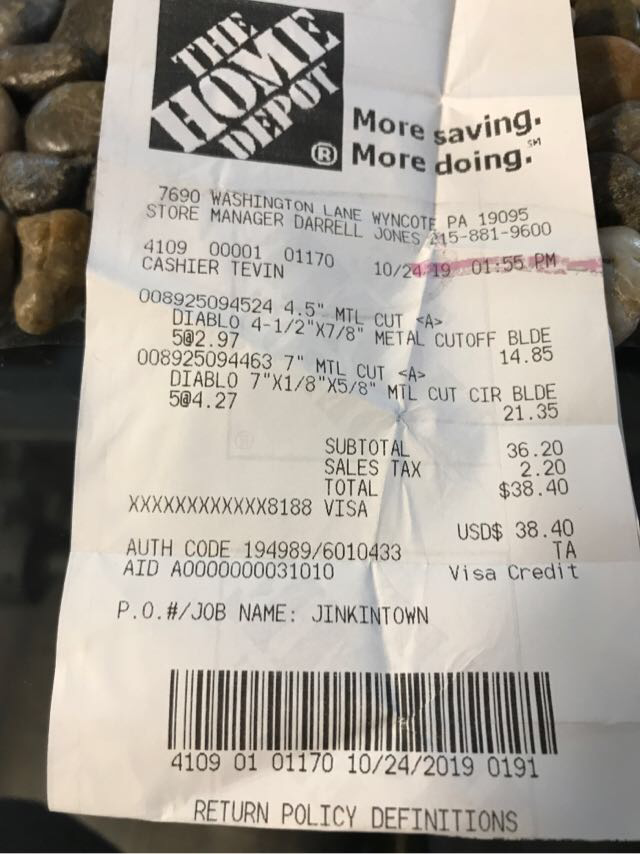 THE
HOME
DEPOT
®
More saving.
More doing.℠
7690 WASHINGTON LANE WYNCOTE PA 19095
STORE MANAGER DARRELL JONES 215-881-9600
4109 00001 01170 10/24/19 01:55 PM
CASHIER TEVIN
008925094524 4.5" MTL CUT <A>
DIABLO 4-1/2"X7/8" METAL CUTOFF BLDE
5@2.97 14.85
008925094463 7" MTL CUT <A>
DIABLO 7"X1/8"X5/8" MTL CUT CIR BLDE
5@4.27 21.35
SUBTOTAL 36.20
SALES TAX 2.20
TOTAL $38.40
XXXXXXXXXXXX8188 VISA
USD$ 38.40
AUTH CODE 194989/6010433 TA
AID A0000000031010 Visa Credit
P.O.#/JOB NAME: JINKINTOWN
4109 01 01170 10/24/2019 0191
RETURN POLICY DEFINITIONS